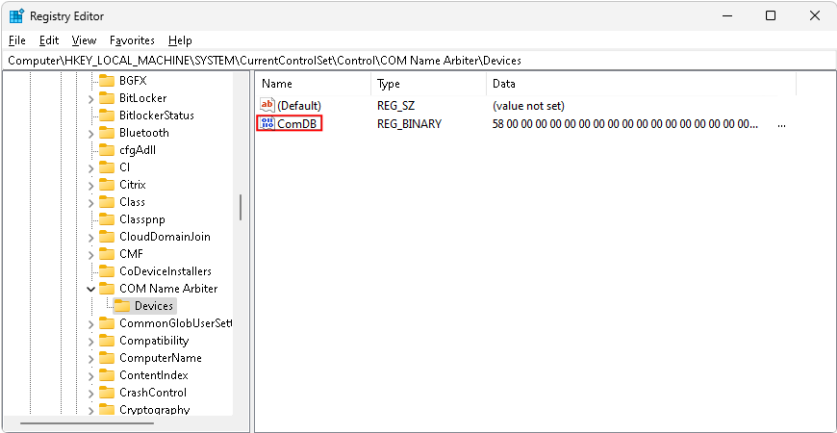 Registry Editor
File Edit View Favorites Help
Computer\HKEY_LOCAL_MACHINE\SYSTEM\CurrentControlSet\Control\COM Name Arbiter\Devices
BGFX
BitLocker
BitlockerStatus
Bluetooth
cfgAdll
CI
Citrix
Class
Classpnp
CloudDomainJoin
CMF
CoDeviceInstallers
COM Name Arbiter
Devices
CommonGlobUserSett
Compatibility
ComputerName
ContentIndex
CrashControl
Cryptography
Name Type Data
ab (Default) REG_SZ (value not set)
ComDB REG_BINARY 58 00 00 00 00 00 00 00 00 00 00 00 00 00 00 00 00 00... ...